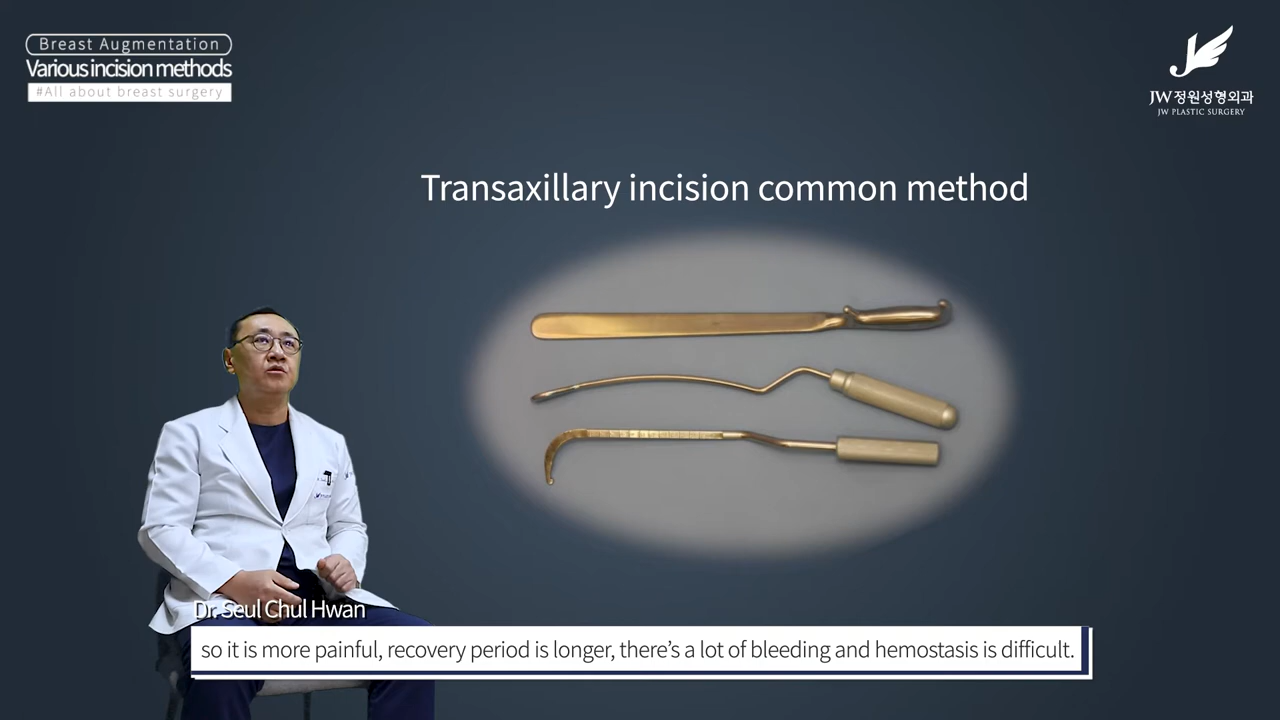 Breast Augmentation
Various incision methods
#All about breast surgery
JW정원성형외과
JW PLASTIC SURGERY
Transaxillary incision common method
Dr. Seul Chul Hwan
so it is more painful, recovery period is longer, there's a lot of bleeding and hemostasis is difficult.